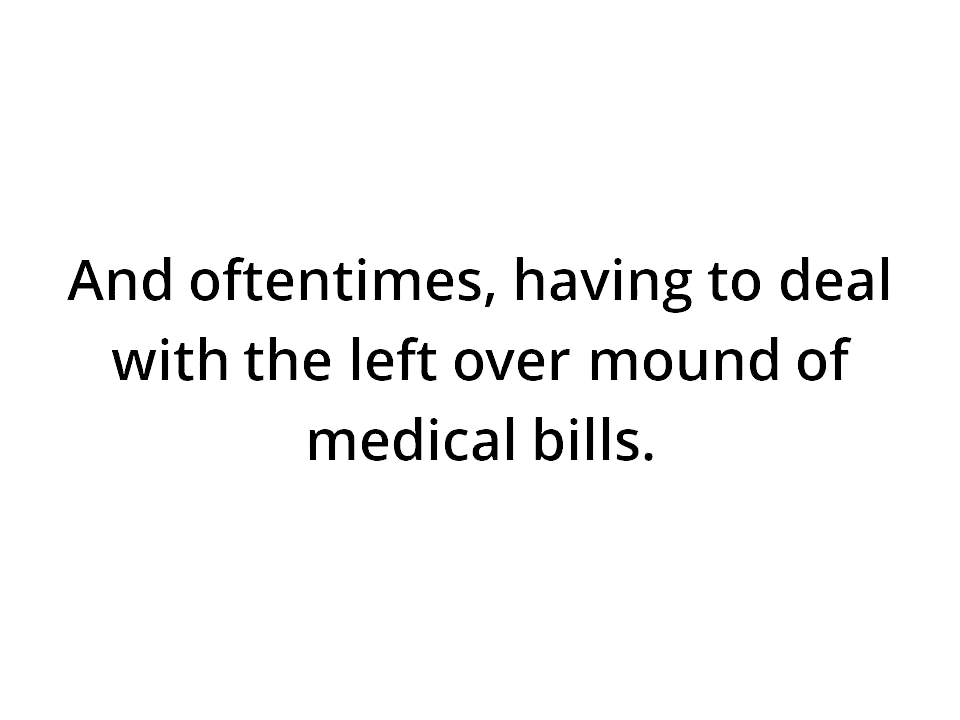 And oftentimes, having to deal
with the left over mound of
medical bills.